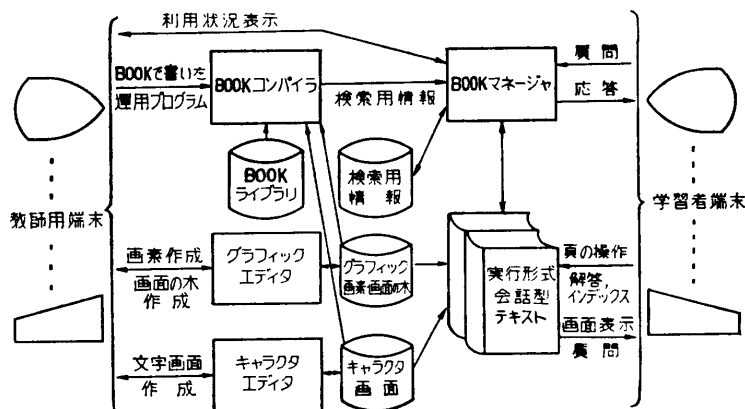 利用状況表示
BOOKで書いた
運用プログラム
BOOKコンパイラ
検索用情報
BOOKマネージャ
質問
応答
BOOK
ライブラリ
検索用
情報
教師用端末
学習者端末
画素作成
画面の木
作成
グラフィック
エディタ
グラフィック
画素・画面の木
実行形式
会話型
テキスト
頁の操作
解答,
インデックス
画面表示
質問
文字画面
作成
キャラクタ
エディタ
キャラクタ
画面